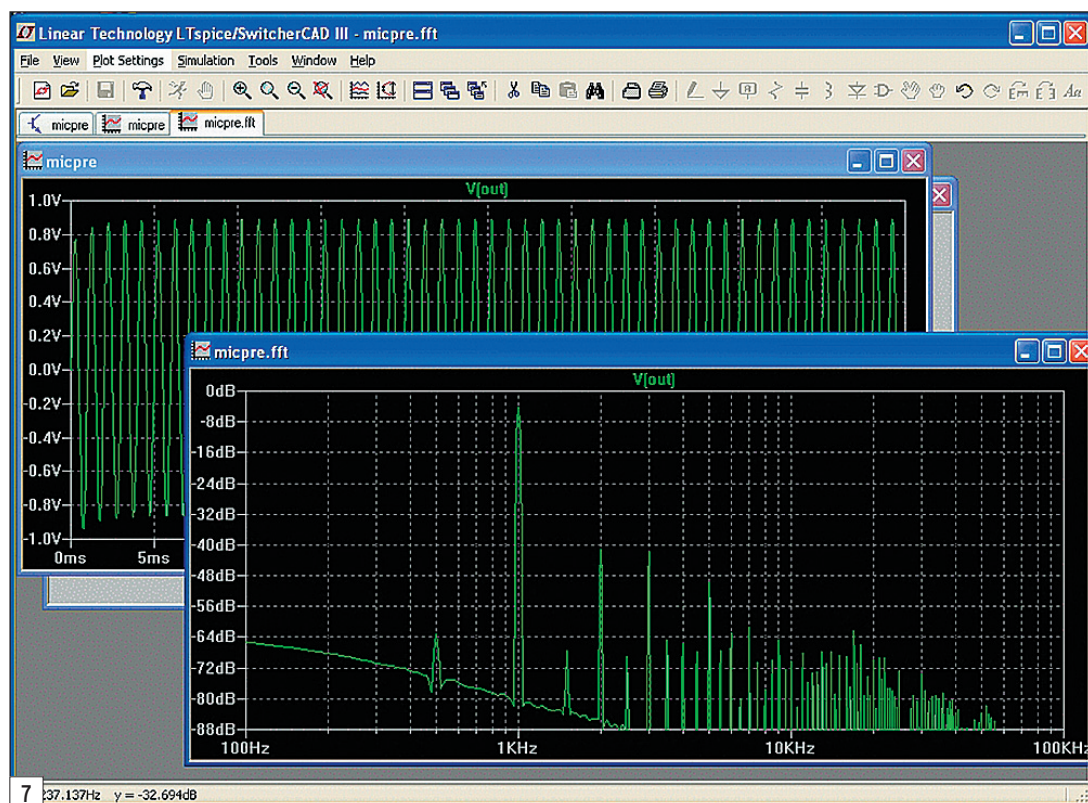 Linear Technology LTspice/SwitcherCAD III - micpre.fft
File View Plot Settings Simulation Tools Window Help
Aa
micpre micpre micpre.fft
micpre
V(out)
1.0V
0.8V
0.6V
0.4V
0.2V
0.0V
-0.2V
-0.4V
-0.6V
-0.8V
-1.0V
0ms 5ms
micpre.fft
V(out)
0dB
-8dB
-16dB
-24dB
-32dB
-40dB
-48dB
-56dB
-64dB
-72dB
-80dB
-88dB
100Hz 1KHz 10KHz 100KHz
7 237.137Hz y = -32.694dB